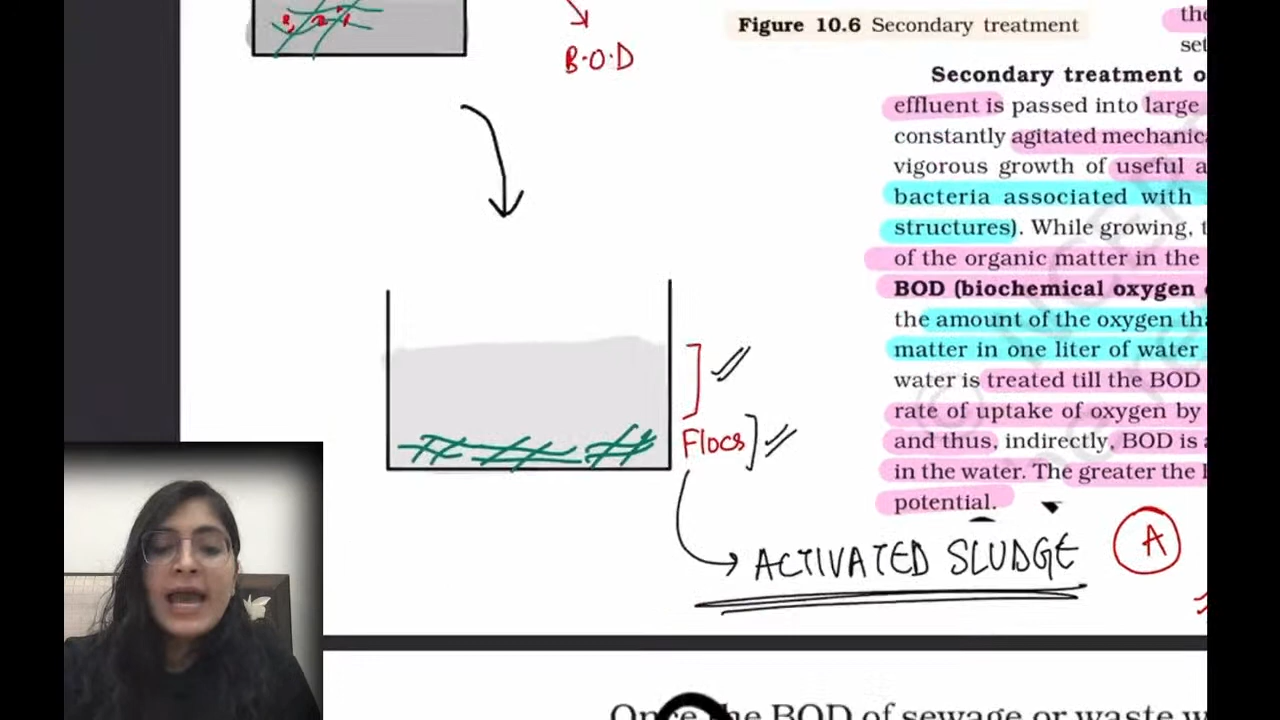 B.O.D
Figure 10.6 Secondary treatment
the
set
Secondary treatment o
effluent is passed into large
constantly agitated mechanica
vigorous growth of useful a
bacteria associated with
structures). While growing, t
of the organic matter in the
BOD (biochemical oxygen
the amount of the oxygen tha
matter in one liter of water
water is treated till the BOD
rate of uptake of oxygen by
and thus, indirectly, BOD is a
in the water. The greater the
potential.
Flocs
ACTIVATED SLUDGE
A
Once the BOD of sewage or waste w